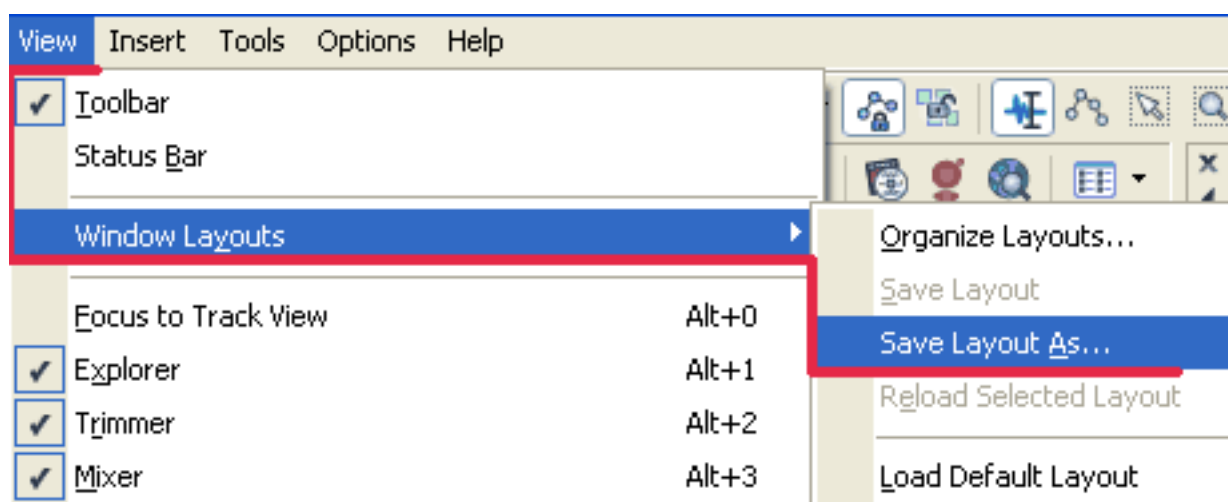 View Insert Tools Options Help
Toolbar
Status Bar
Window Layouts
Organize Layouts...
Save Layout
Focus to Track View Alt+0
Save Layout As...
Explorer Alt+1
Reload Selected Layout
Trimmer Alt+2
Mixer Alt+3
Load Default Layout